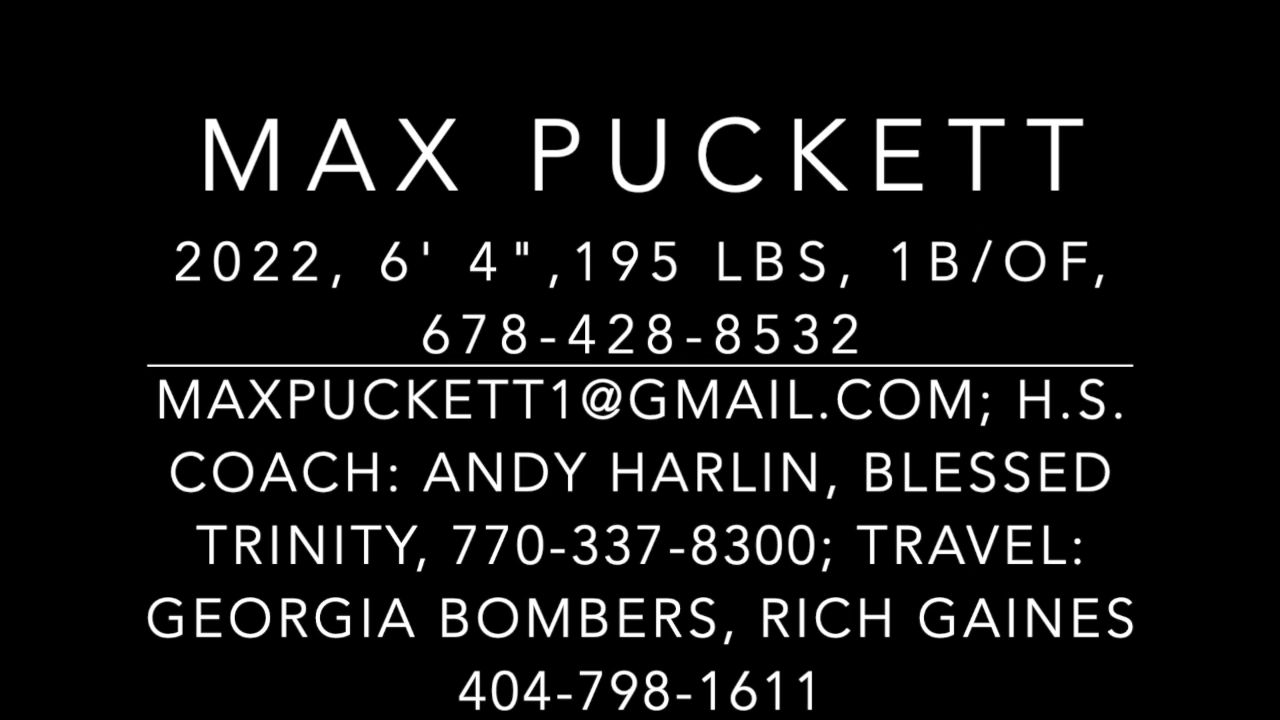 MAX PUCKETT
2022, 6' 4",195 LBS, 1B/OF,
678-428-8532
MAXPUCKETT1@GMAIL.COM; H.S.
COACH: ANDY HARLIN, BLESSED
TRINITY, 770-337-8300; TRAVEL:
GEORGIA BOMBERS, RICH GAINES
404-798-1611